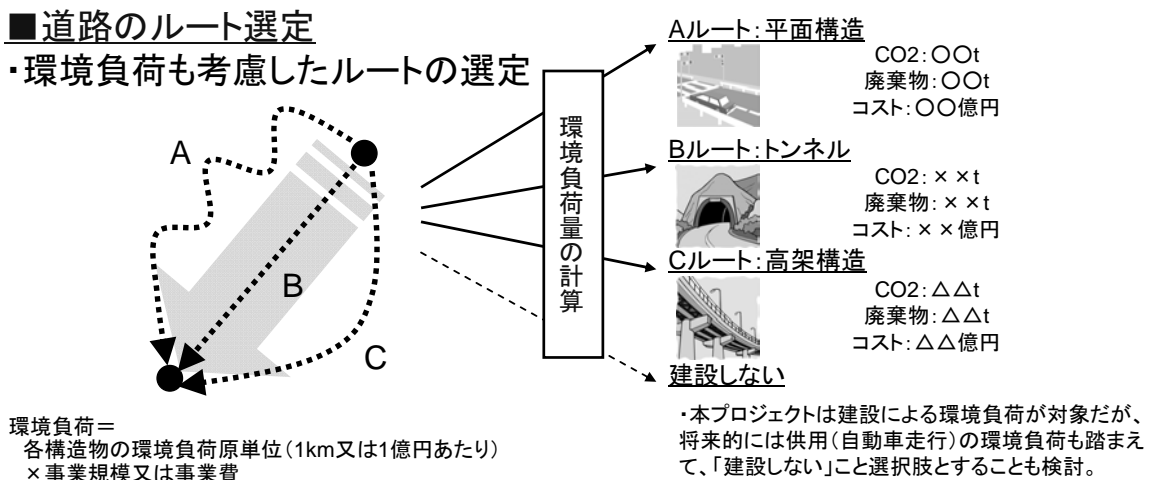 ■道路のルート選定
・環境負荷も考慮したルートの選定
A
B
C
環境負荷量の計算
Aルート：平面構造
CO2：〇〇t
廃棄物：〇〇t
コスト：〇〇億円
Bルート：トンネル
CO2：××t
廃棄物：××t
コスト：××億円
Cルート：高架構造
CO2：△△t
廃棄物：△△t
コスト：△△億円
建設しない
環境負荷＝
各構造物の環境負荷原単位（1km又は1億円あたり）
×事業規模又は事業費
・本プロジェクトは建設による環境負荷が対象だが、
将来的には供用（自動車走行）の環境負荷も踏まえ
て、「建設しない」こと選択肢とすることも検討。